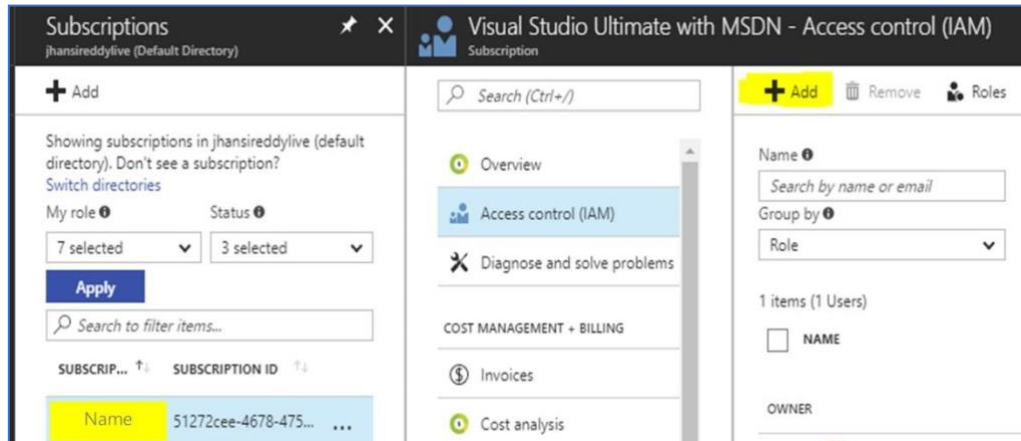 Subscriptions
jhansireddylive (Default Directory)
Add
Showing subscriptions in jhansireddylive (default
directory). Don't see a subscription?
Switch directories
My role
Status
7 selected
3 selected
Apply
Search to filter items...
SUBSCRIP...
SUBSCRIPTION ID
Name
51272cee-4678-475...
...
Visual Studio Ultimate with MSDN - Access control (IAM)
Subscription
Search (Ctrl+/)
Overview
Access control (IAM)
Diagnose and solve problems
COST MANAGEMENT + BILLING
Invoices
Cost analysis
Add
Remove
Roles
Name
Search by name or email
Group by
Role
1 items (1 Users)
NAME
OWNER